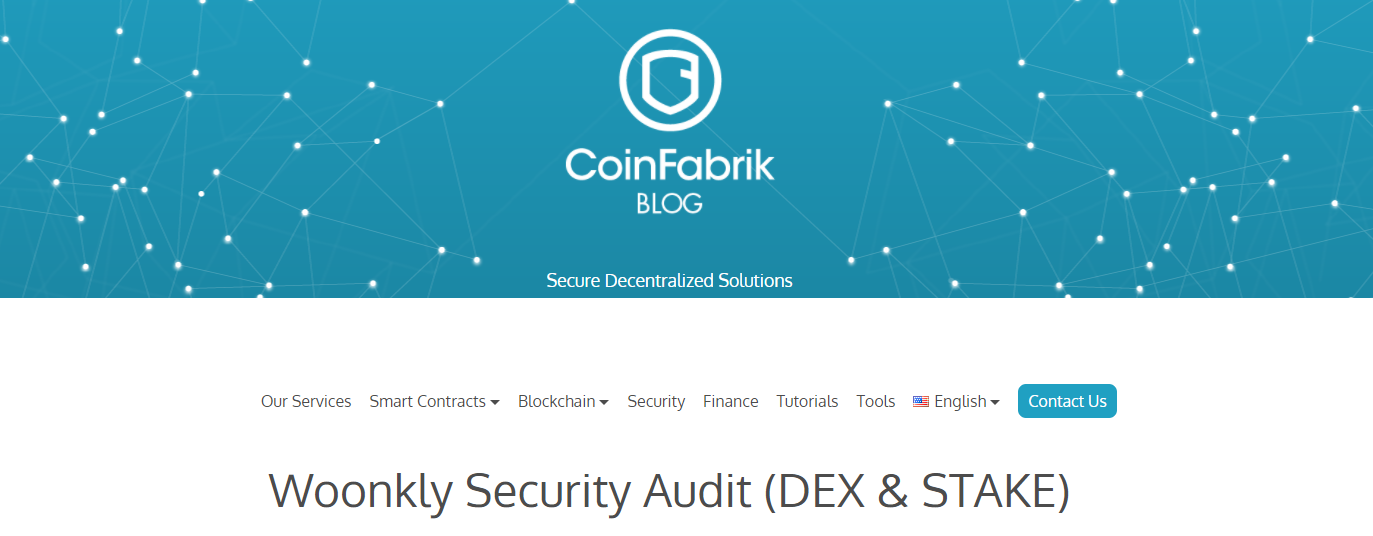 CoinFabrik
BLOG
Secure Decentralized Solutions
Our Services Smart Contracts Blockchain Security Finance Tutorials Tools English Contact Us
Woonkly Security Audit (DEX & STAKE)